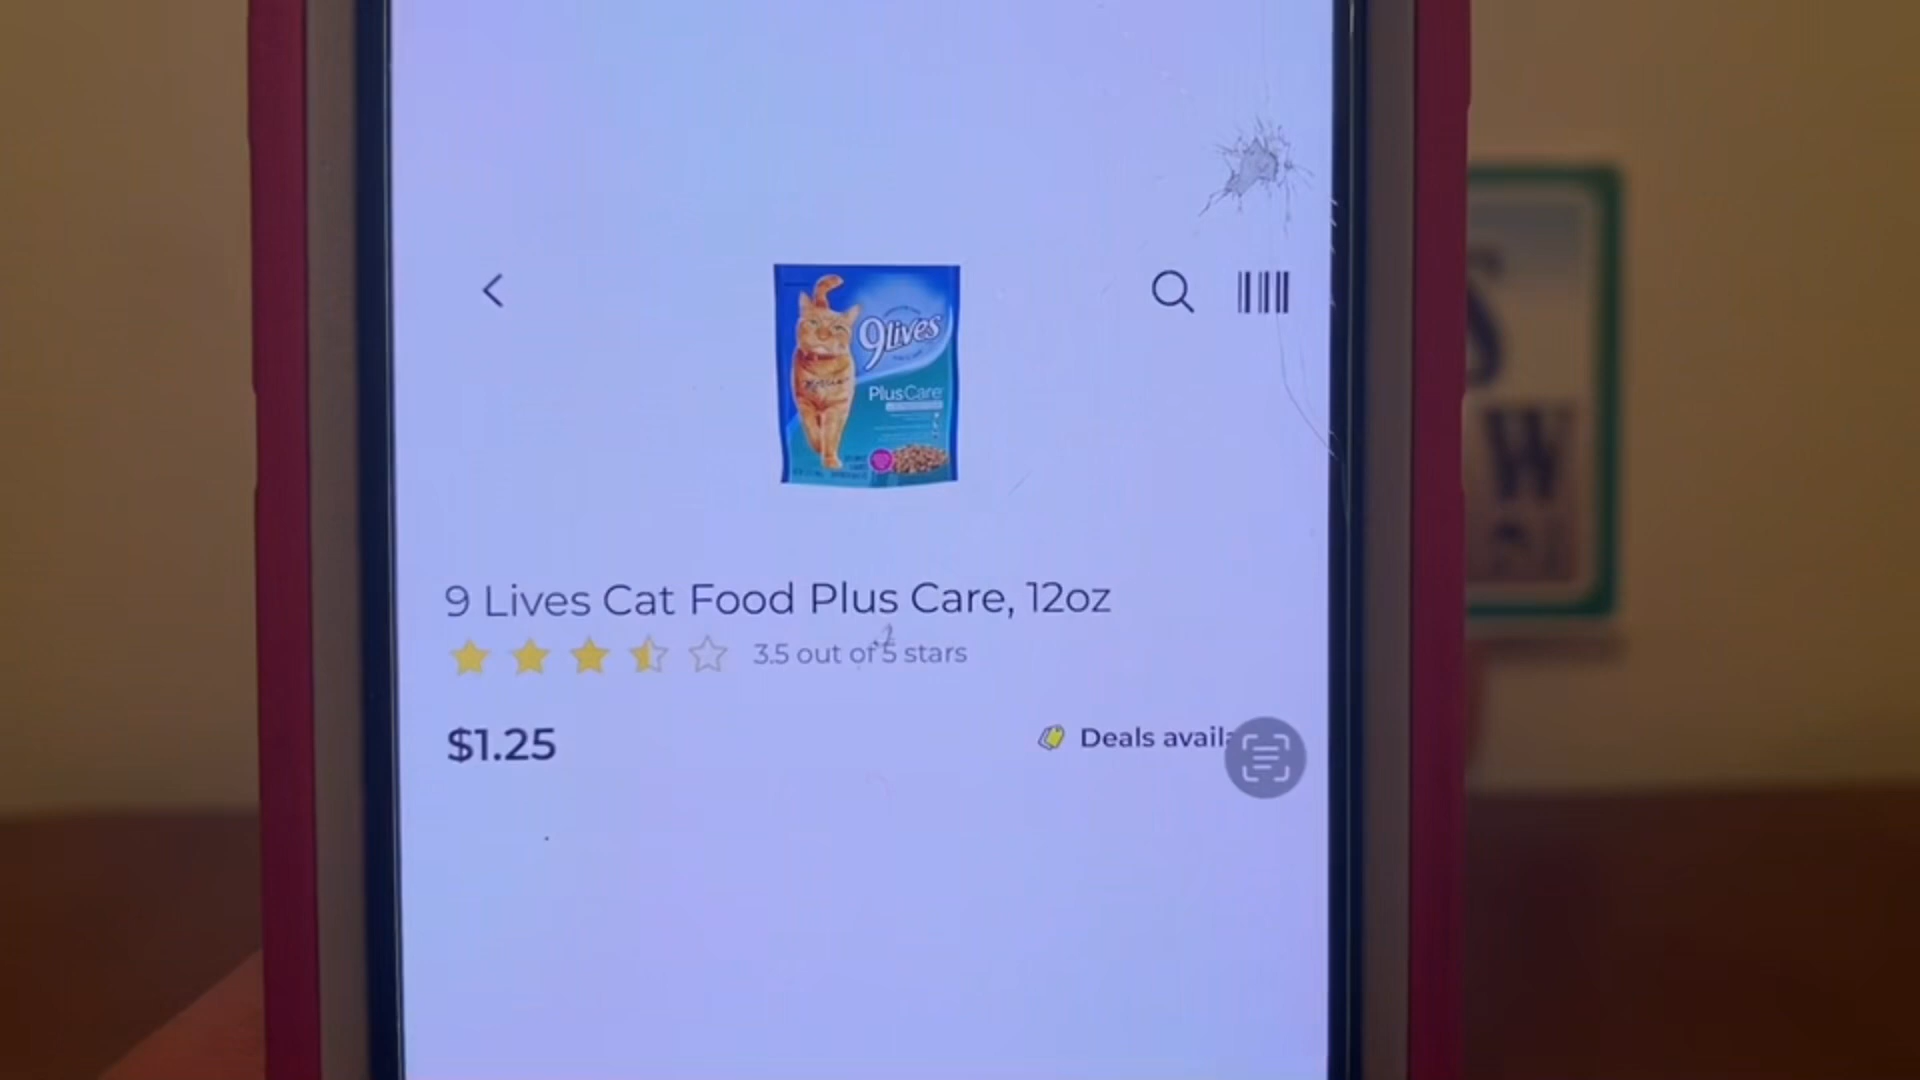 9Lives
PlusCare
9 Lives Cat Food Plus Care, 12oz
3.5 out of 5 stars
$1.25
Deals avail
W